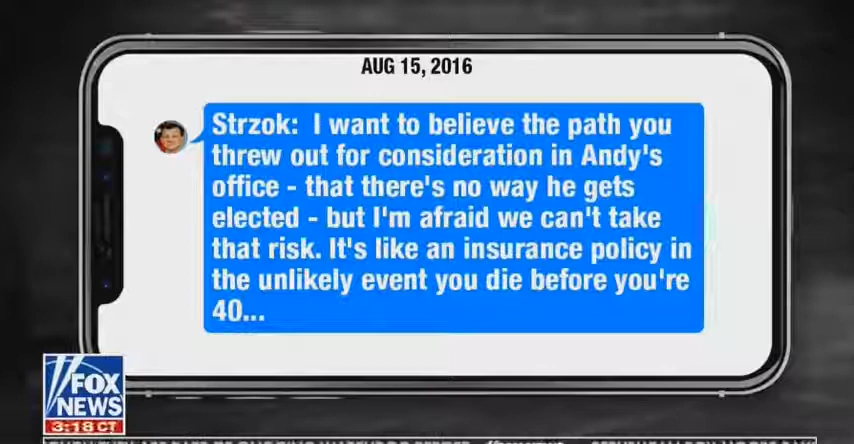 AUG 15, 2016
Strzok: I want to believe the path you
threw out for consideration in Andy's
office - that there's no way he gets
elected - but I'm afraid we can't take
that risk. It's like an insurance policy in
the unlikely event you die before you're
40...
FOX
NEWS
3:18 CT